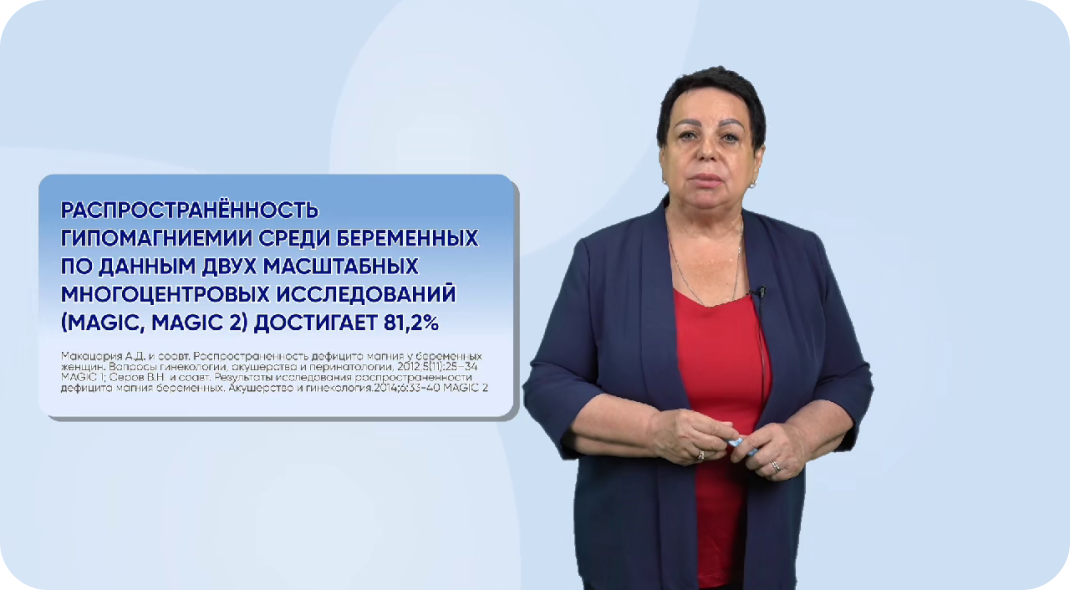 РАСПРОСТРАНЁННОСТЬ
ГИПОМАГНИЕМИИ СРЕДИ БЕРЕМЕННЫХ
ПО ДАННЫМ ДВУХ МАСШТАБНЫХ
МНОГОЦЕНТРОВЫХ ИССЛЕДОВАНИЙ
(MAGIC, MAGIC 2) ДОСТИГАЕТ 81,2%
Макацария А.Д. и соавт. Распространенность дефицита магния у беременных
женщин. Вопросы гинекологии, акушерства и перинатологии, 2012;5(11):25–34
MAGIC 1; Серов В.Н. и соавт. Результаты исследования распространенности
дефицита магния беременных. Акушерство и гинекология.2014;6:33–40 MAGIC 2